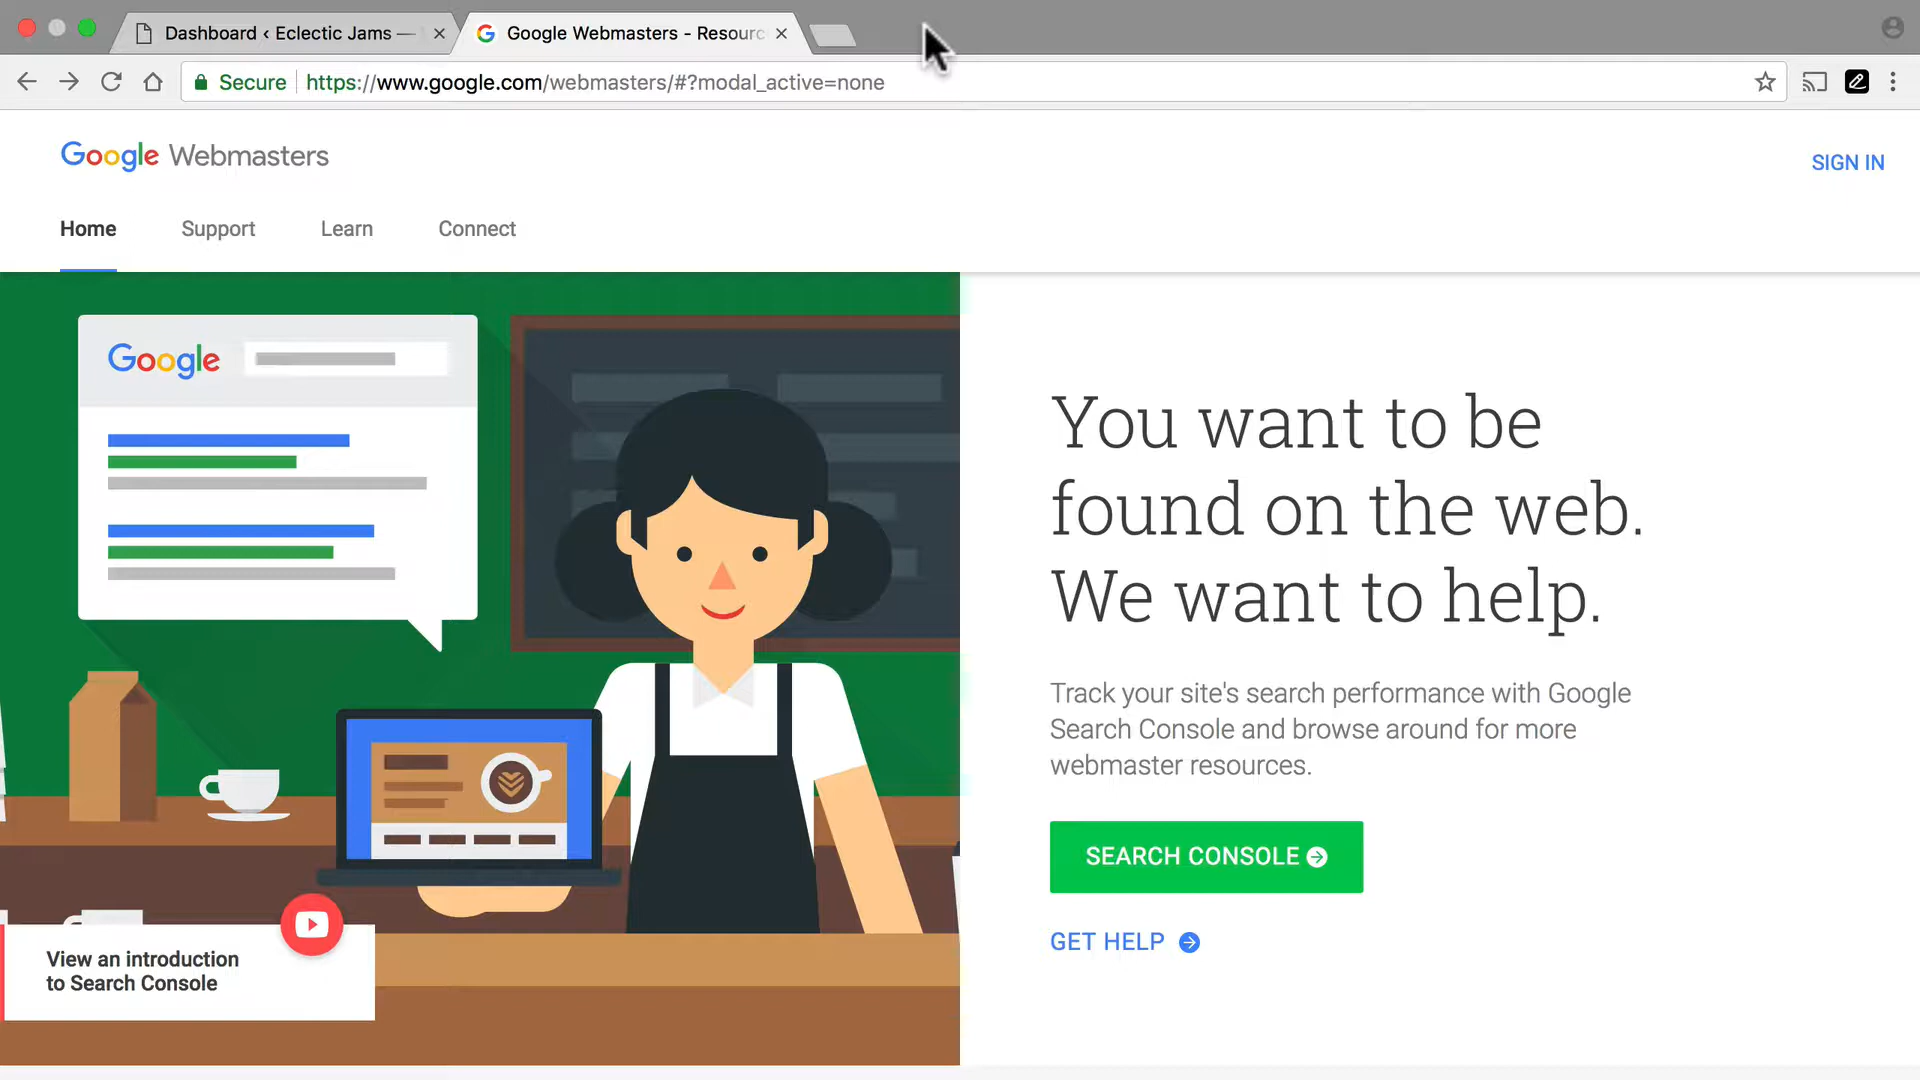 Dashboard ‹ Eclectic Jams —
Google Webmasters - Resourc
Secure
https://www.google.com/webmasters/#?modal_active=none
Google Webmasters
SIGN IN
Home
Support
Learn
Connect
Google
You want to be
found on the web.
We want to help.
Track your site's search performance with Google
Search Console and browse around for more
webmaster resources.
SEARCH CONSOLE
GET HELP
View an introduction
to Search Console